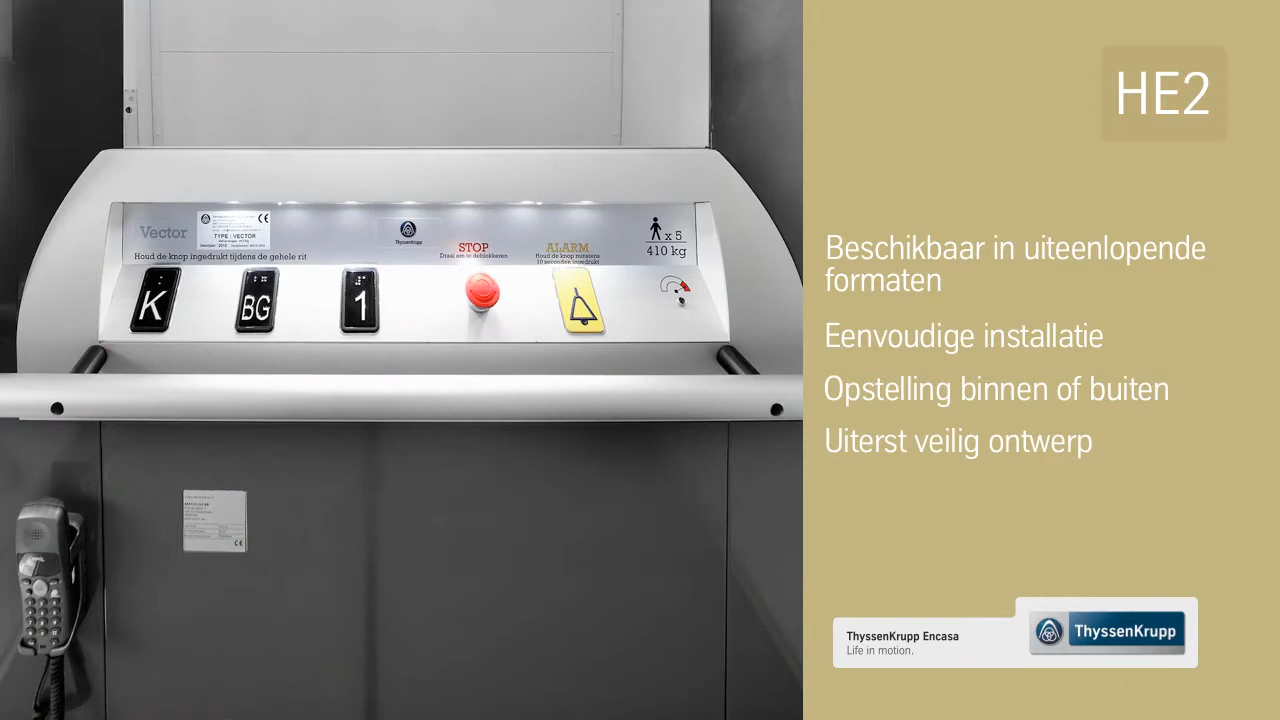 HE2
Beschikbaar in uiteenlopende
formaten
Eenvoudige installatie
Opstelling binnen of buiten
Uiterst veilig ontwerp
ThyssenKrupp Encasa
Life in motion.
ThyssenKrupp
Vector
TYPE : VECTOR
ThyssenKrupp
Houd de knop ingedrukt tijdens de gehele rit
STOP
Draai om te deblokkeren
ALARM
Houd de knop minstens
10 seconden ingedrukt
x 5
410 kg
K
BG
1